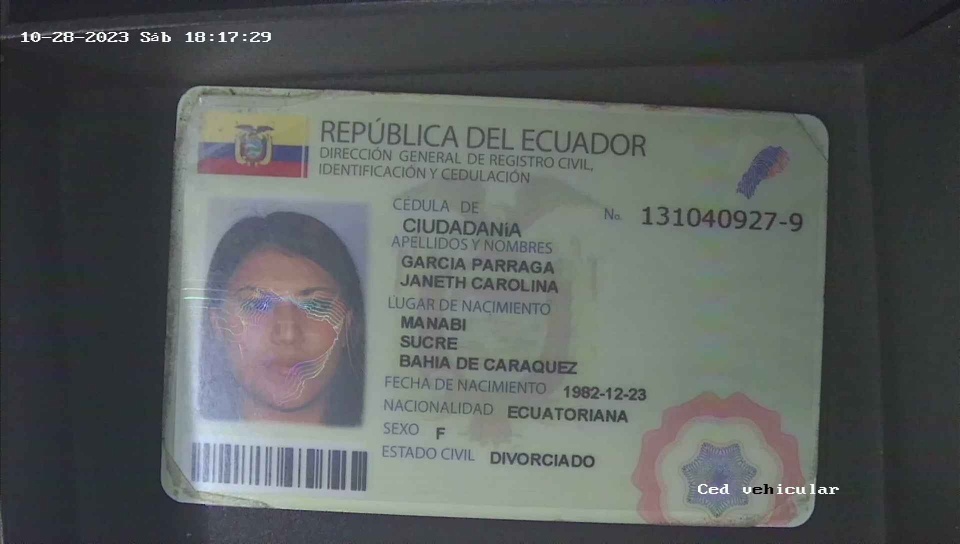 10-28-2023 Sáb 18:17:29
REPÚBLICA DEL ECUADOR
DIRECCIÓN GENERAL DE REGISTRO CIVIL,
IDENTIFICACIÓN Y CEDULACIÓN
CÉDULA DE
CIUDADANíA
No. 131040927-9
APELLIDOS Y NOMBRES
GARCIA PARRAGA
JANETH CAROLINA
LUGAR DE NACIMIENTO
MANABI
SUCRE
BAHIA DE CARAQUEZ
FECHA DE NACIMIENTO 1982-12-23
NACIONALIDAD ECUATORIANA
SEXO F
ESTADO CIVIL DIVORCIADO
Ced vehicular